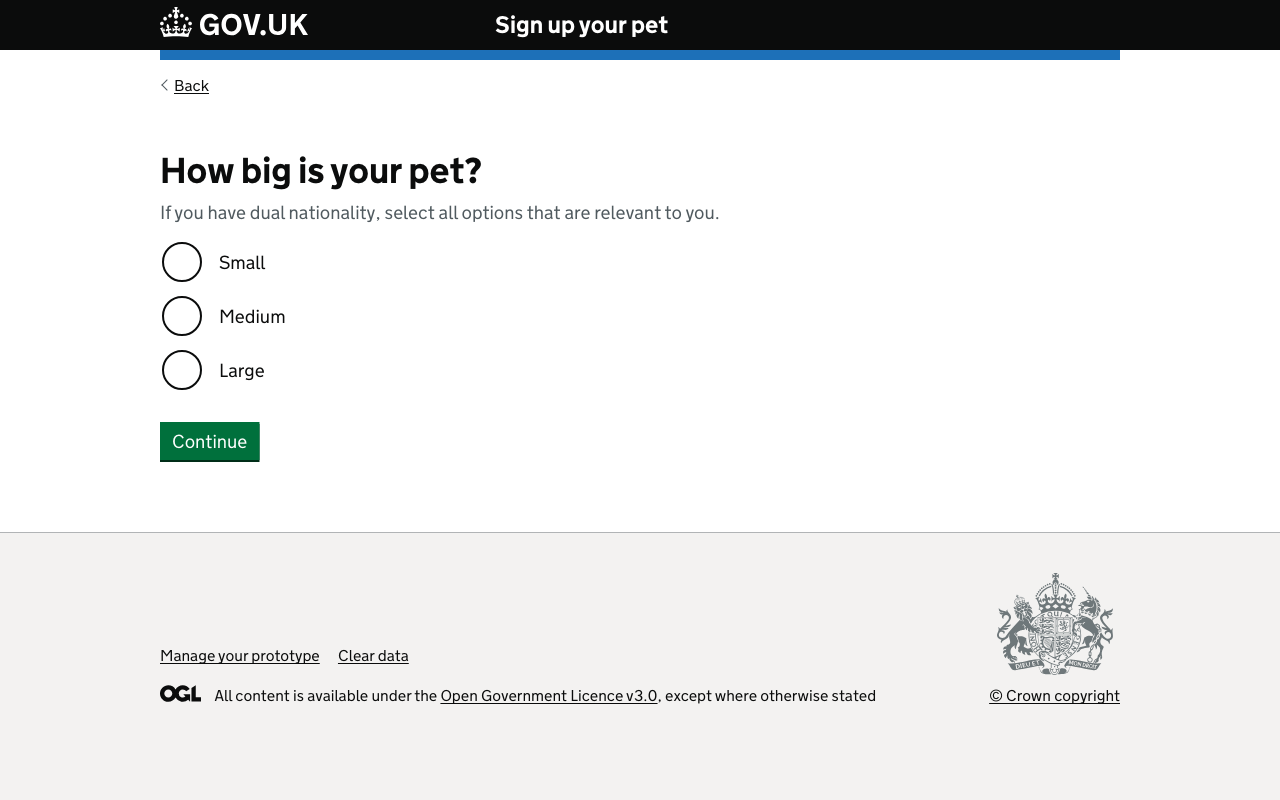 GOV.UK
Sign up your pet
Back
How big is your pet?
If you have dual nationality, select all options that are relevant to you.
Small
Medium
Large
Continue
Manage your prototype Clear data
OGL All content is available under the Open Government Licence v3.0, except where otherwise stated
DIEU ET MON DROIT
© Crown copyright